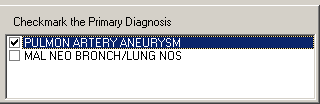 Checkmark the Primary Diagnosis
PULMON ARTERY ANEURYSM
MAL NEO BRONCH/LUNG NOS